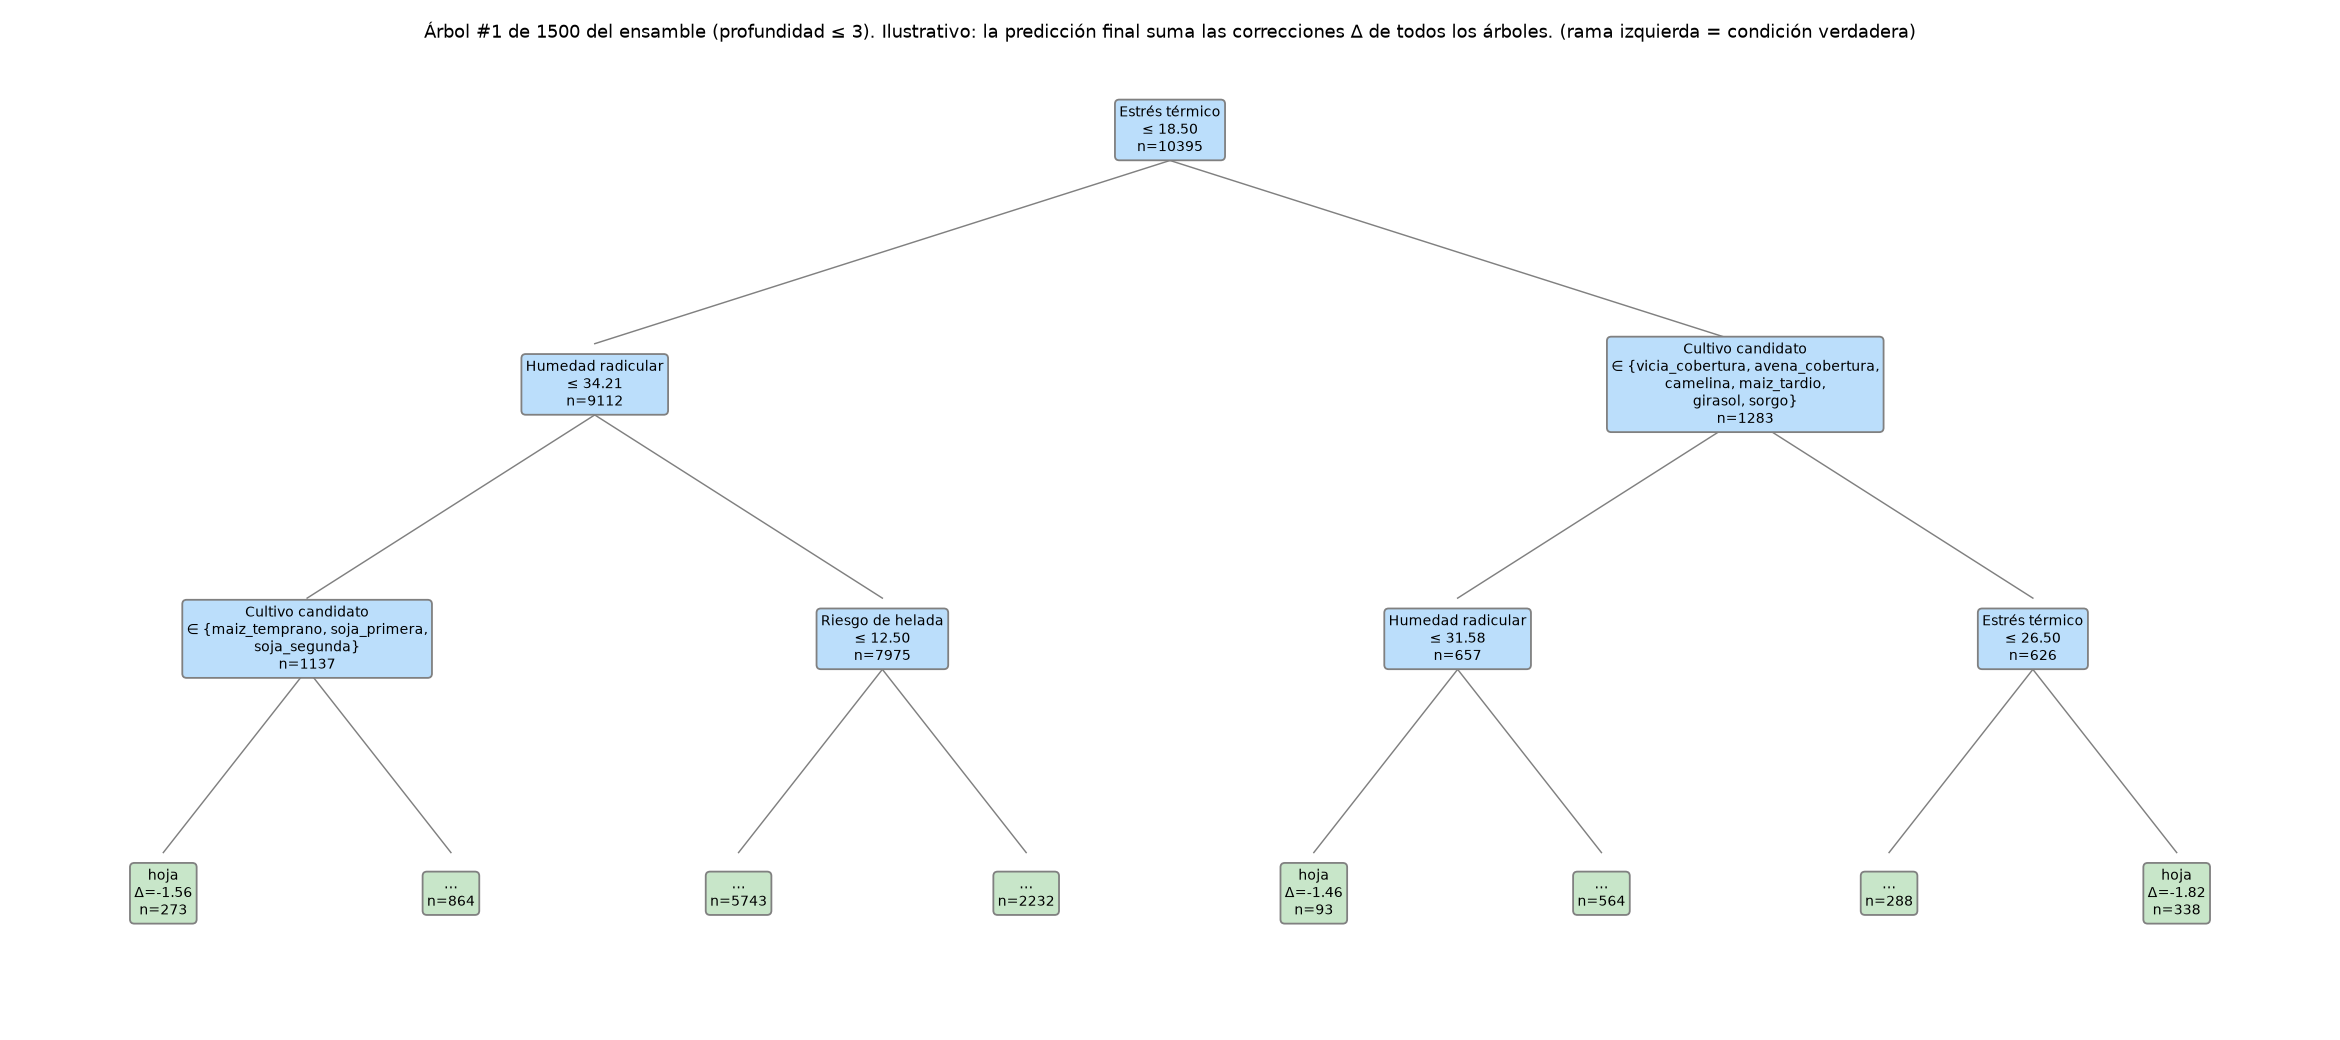 Árbol #1 de 1500 del ensamble (profundidad ≤ 3). Ilustrativo: la predicción final suma las correcciones Δ de todos los árboles. (rama izquierda = condición verdadera)
Estrés térmico
≤ 18.50
n=10395
Humedad radicular
≤ 34.21
n=9112
Cultivo candidato
∈ {vicia_cobertura, avena_cobertura,
camelina, maiz_tardio,
girasol, sorgo}
n=1283
Cultivo candidato
∈ {maiz_temprano, soja_primera,
soja_segunda}
n=1137
Riesgo de helada
≤ 12.50
n=7975
Humedad radicular
≤ 31.58
n=657
Estrés térmico
≤ 26.50
n=626
hoja
Δ=-1.56
n=273
...
n=864
...
n=5743
...
n=2232
hoja
Δ=-1.46
n=93
...
n=564
...
n=288
hoja
Δ=-1.82
n=338